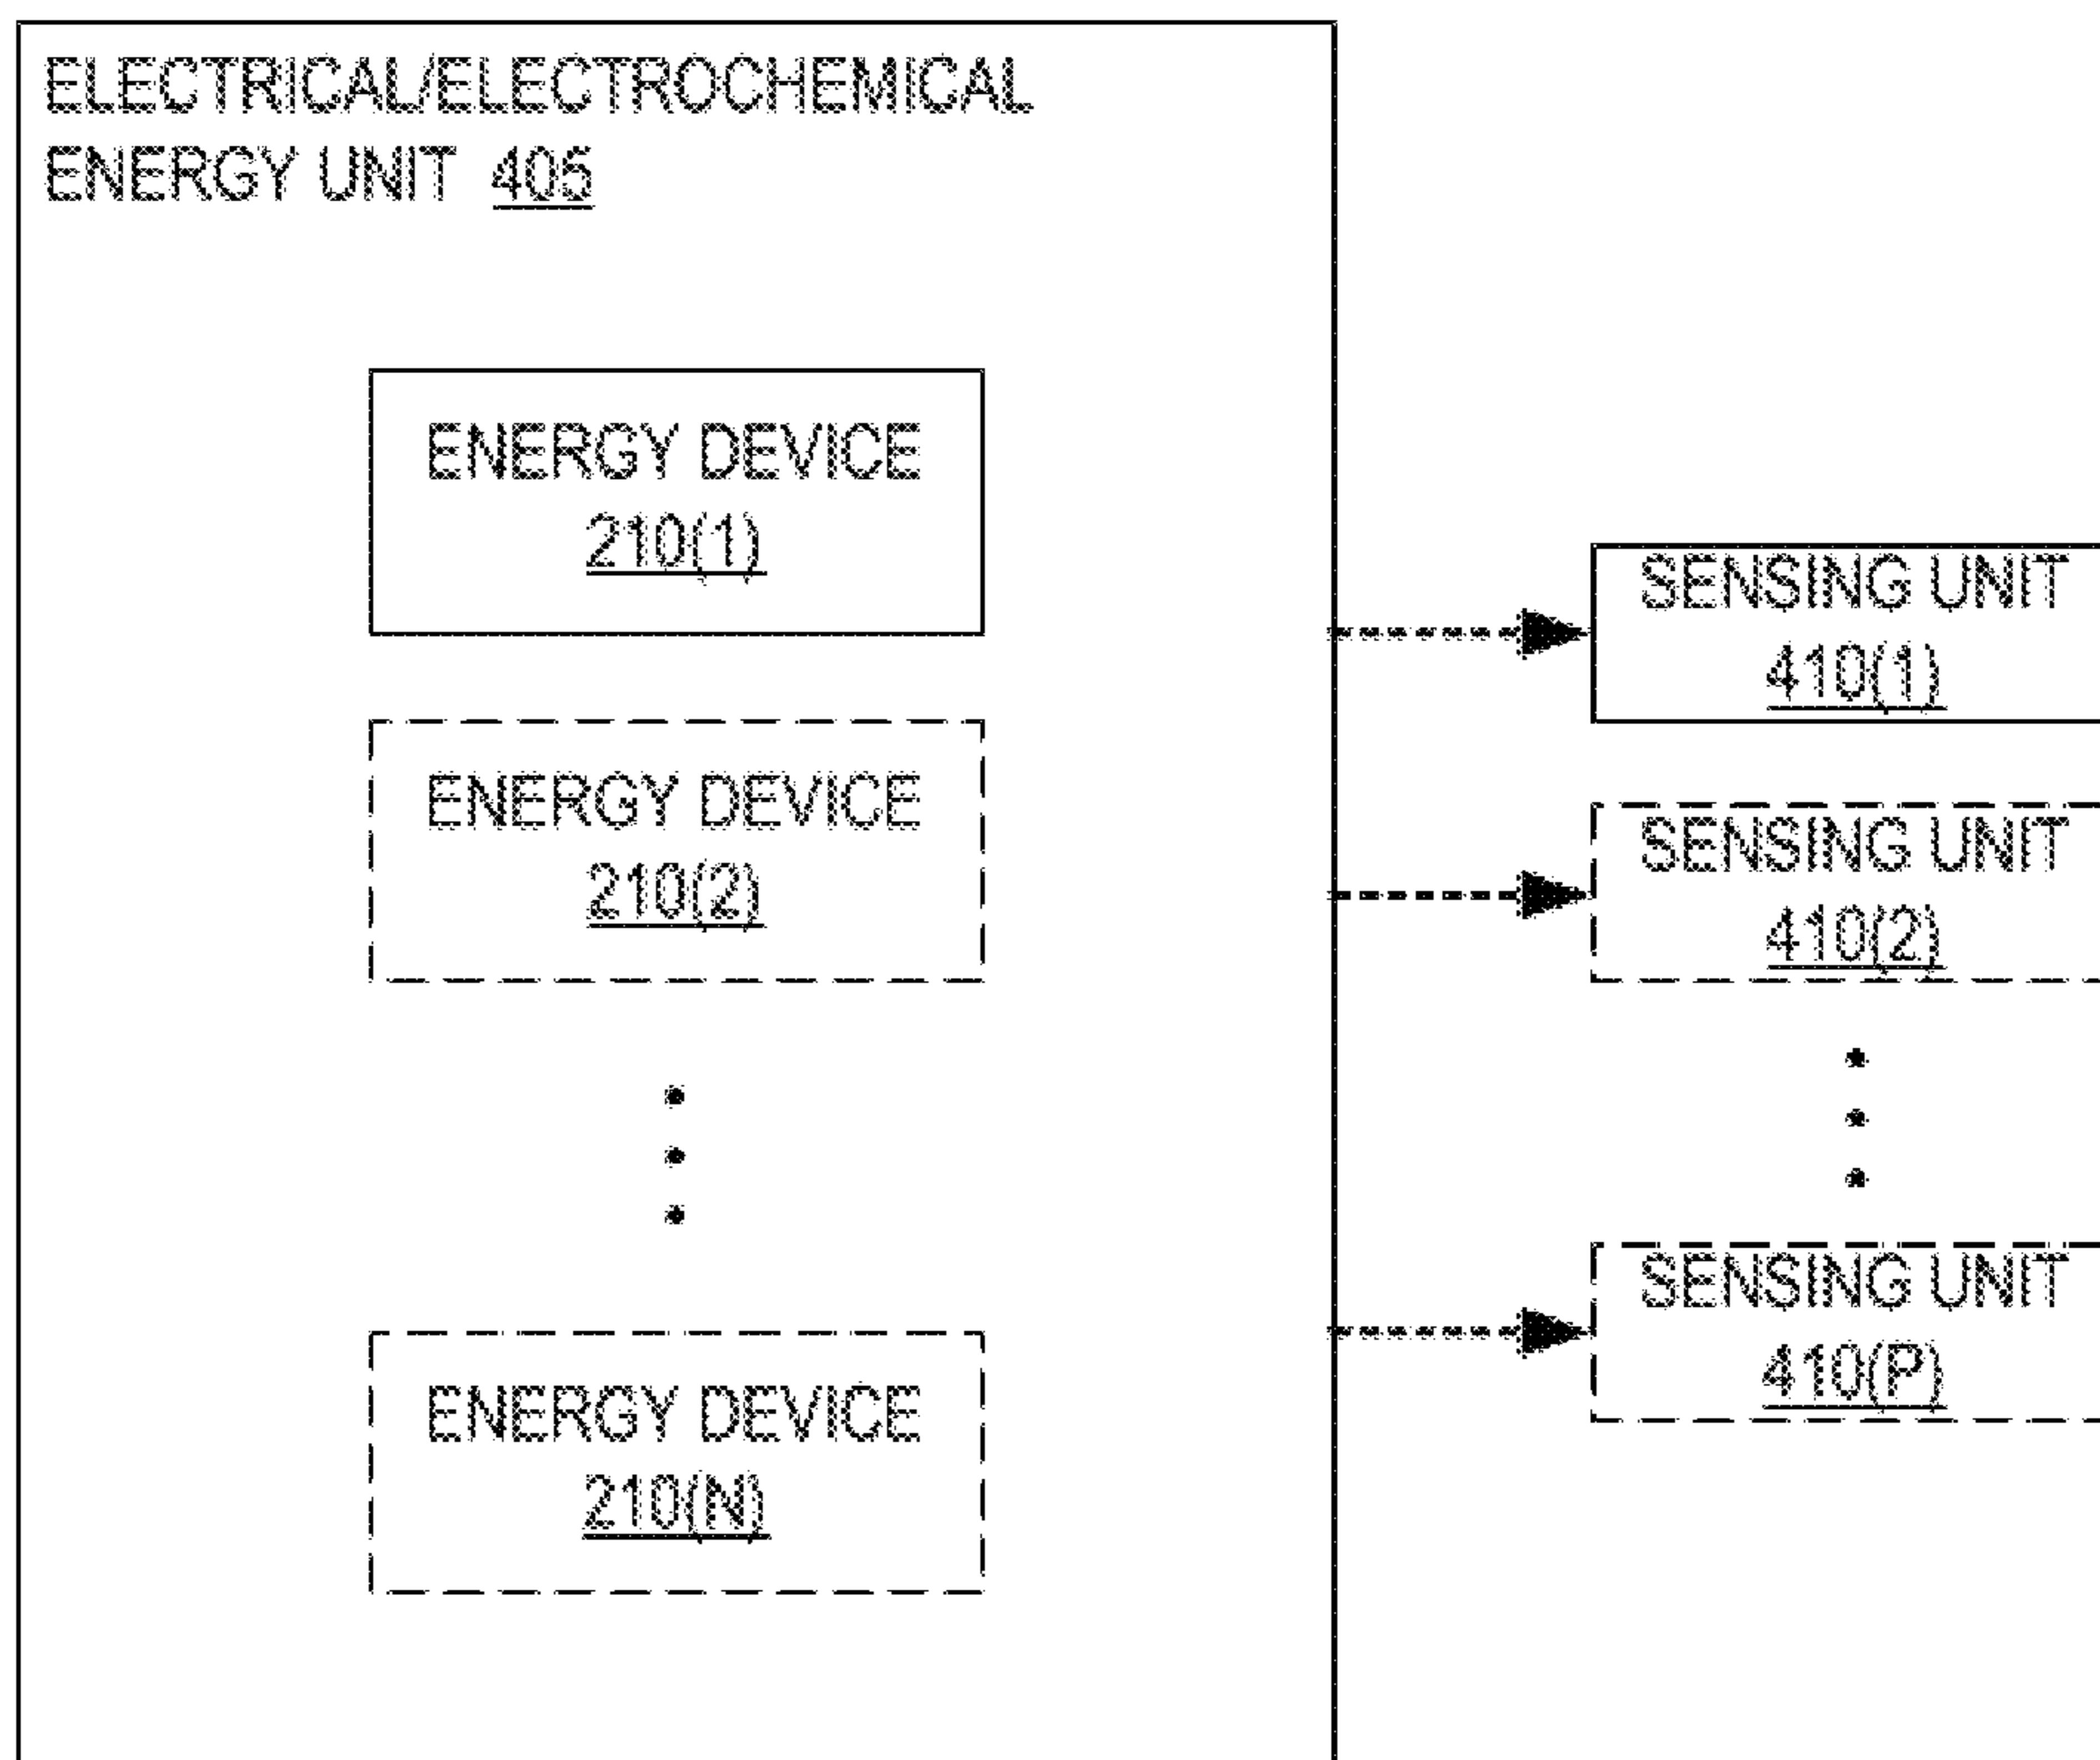 ELECTRICAL/ELECTROCHEMICAL
ENERGY UNIT 405
ENERGY DEVICE
210(1)
ENERGY DEVICE
210(2)
ENERGY DEVICE
210(N)
SENSING UNIT
410(1)
SENSING UNIT
410(2)
SENSING UNIT
410(P)